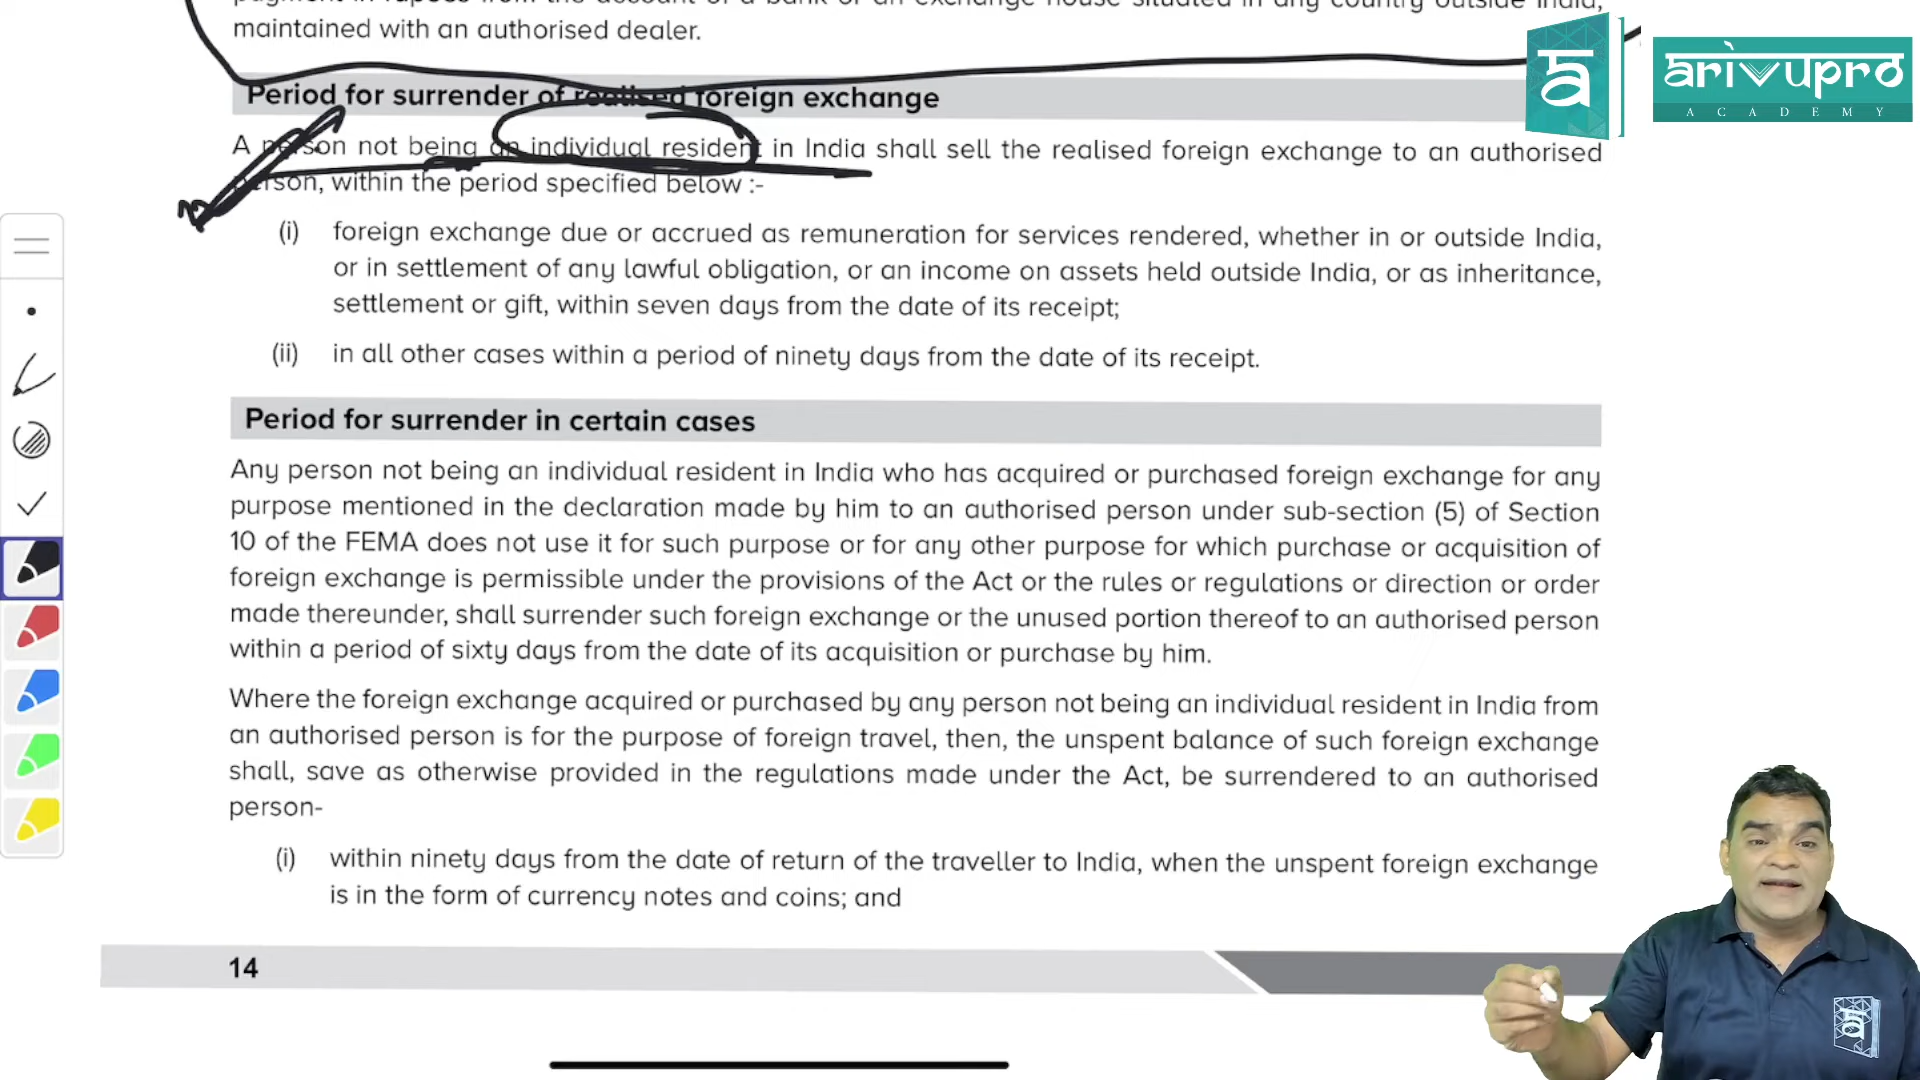 maintained with an authorised dealer.
Period for surrender of realised foreign exchange
A person not being an individual resident in India shall sell the realised foreign exchange to an authorised
person, within the period specified below :-
(i) foreign exchange due or accrued as remuneration for services rendered, whether in or outside India,
or in settlement of any lawful obligation, or an income on assets held outside India, or as inheritance,
settlement or gift, within seven days from the date of its receipt;
(ii) in all other cases within a period of ninety days from the date of its receipt.
Period for surrender in certain cases
Any person not being an individual resident in India who has acquired or purchased foreign exchange for any
purpose mentioned in the declaration made by him to an authorised person under sub-section (5) of Section
10 of the FEMA does not use it for such purpose or for any other purpose for which purchase or acquisition of
foreign exchange is permissible under the provisions of the Act or the rules or regulations or direction or order
made thereunder, shall surrender such foreign exchange or the unused portion thereof to an authorised person
within a period of sixty days from the date of its acquisition or purchase by him.
Where the foreign exchange acquired or purchased by any person not being an individual resident in India from
an authorised person is for the purpose of foreign travel, then, the unspent balance of such foreign exchange
shall, save as otherwise provided in the regulations made under the Act, be surrendered to an authorised
person-
(i) within ninety days from the date of return of the traveller to India, when the unspent foreign exchange
is in the form of currency notes and coins; and
14
arivupro
ACADEMY